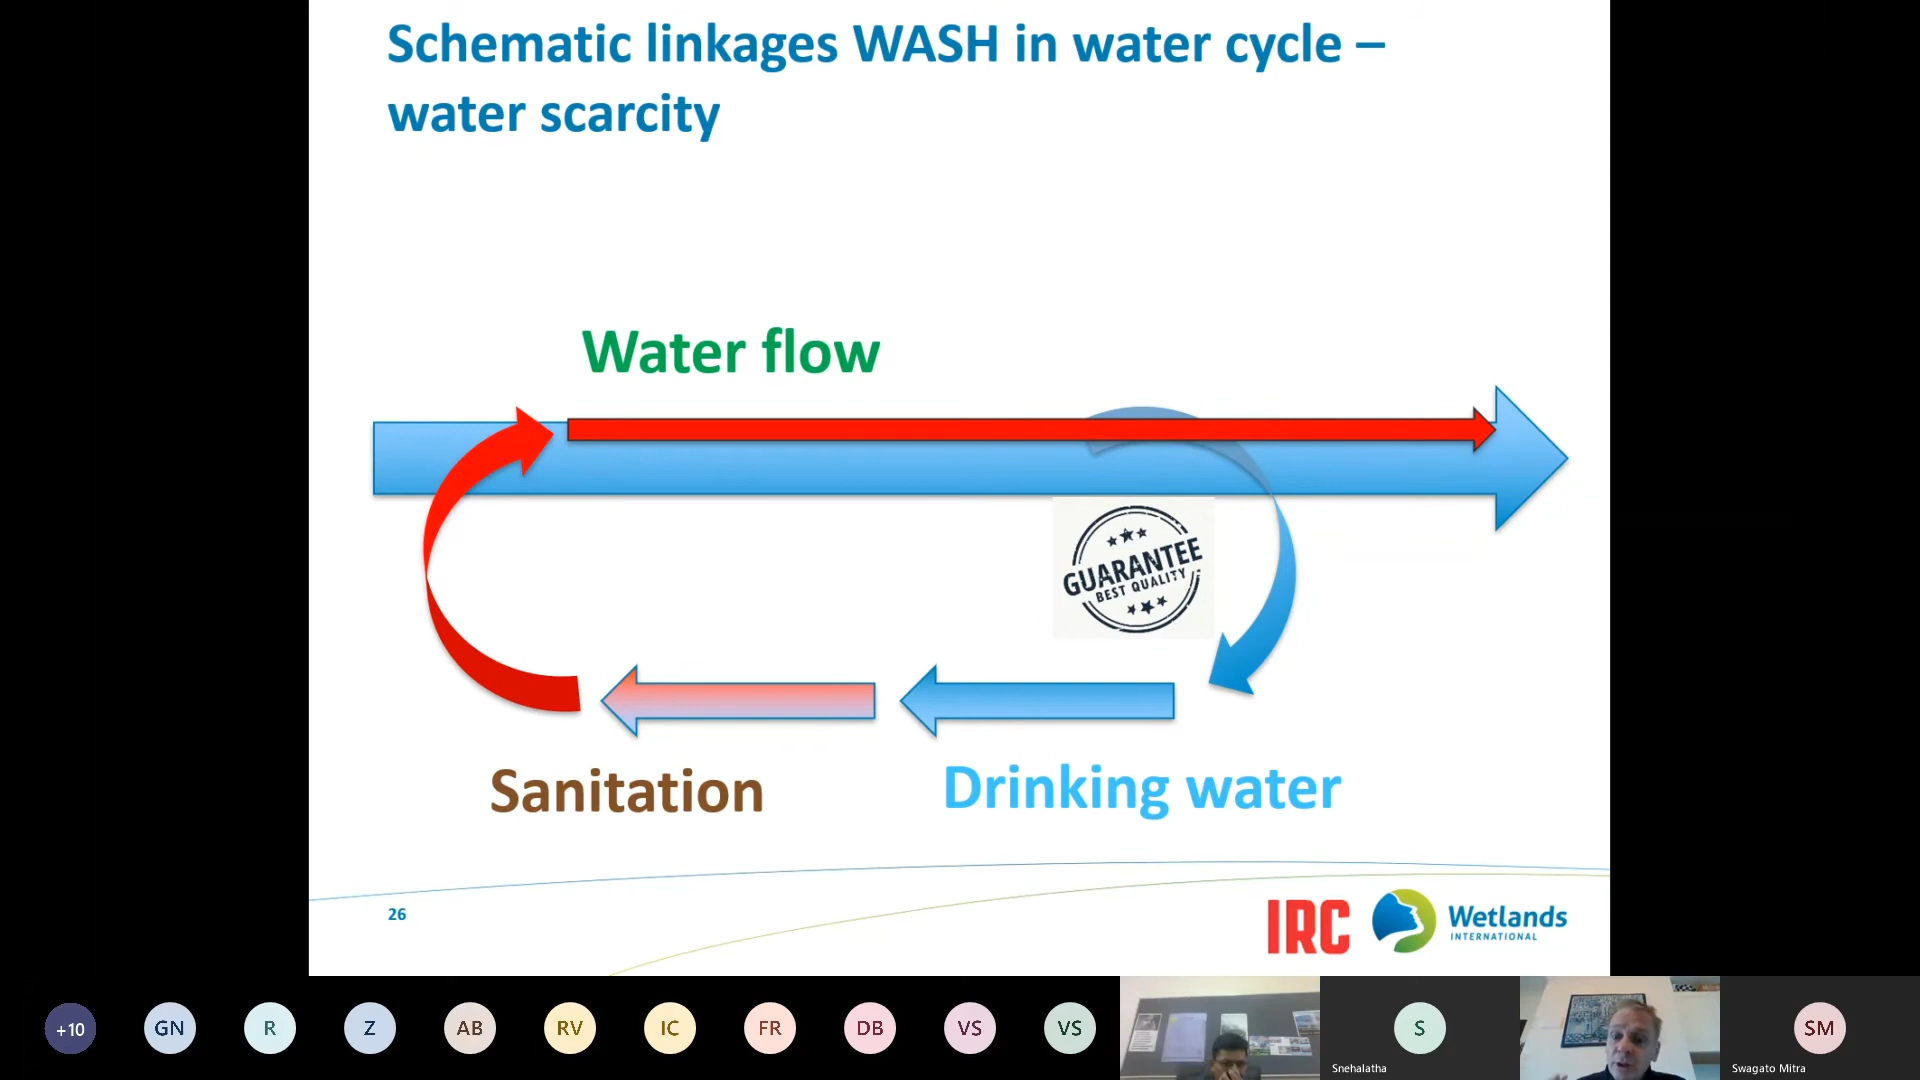 Schematic linkages WASH in water cycle –
water scarcity
Water flow
GUARANTEE
BEST QUALITY
Sanitation
Drinking water
26
IRC
Wetlands
INTERNATIONAL
+10
GN
R
Z
AB
RV
IC
FR
DB
VS
VS
S
Snehalatha
SM
Swagato Mitra